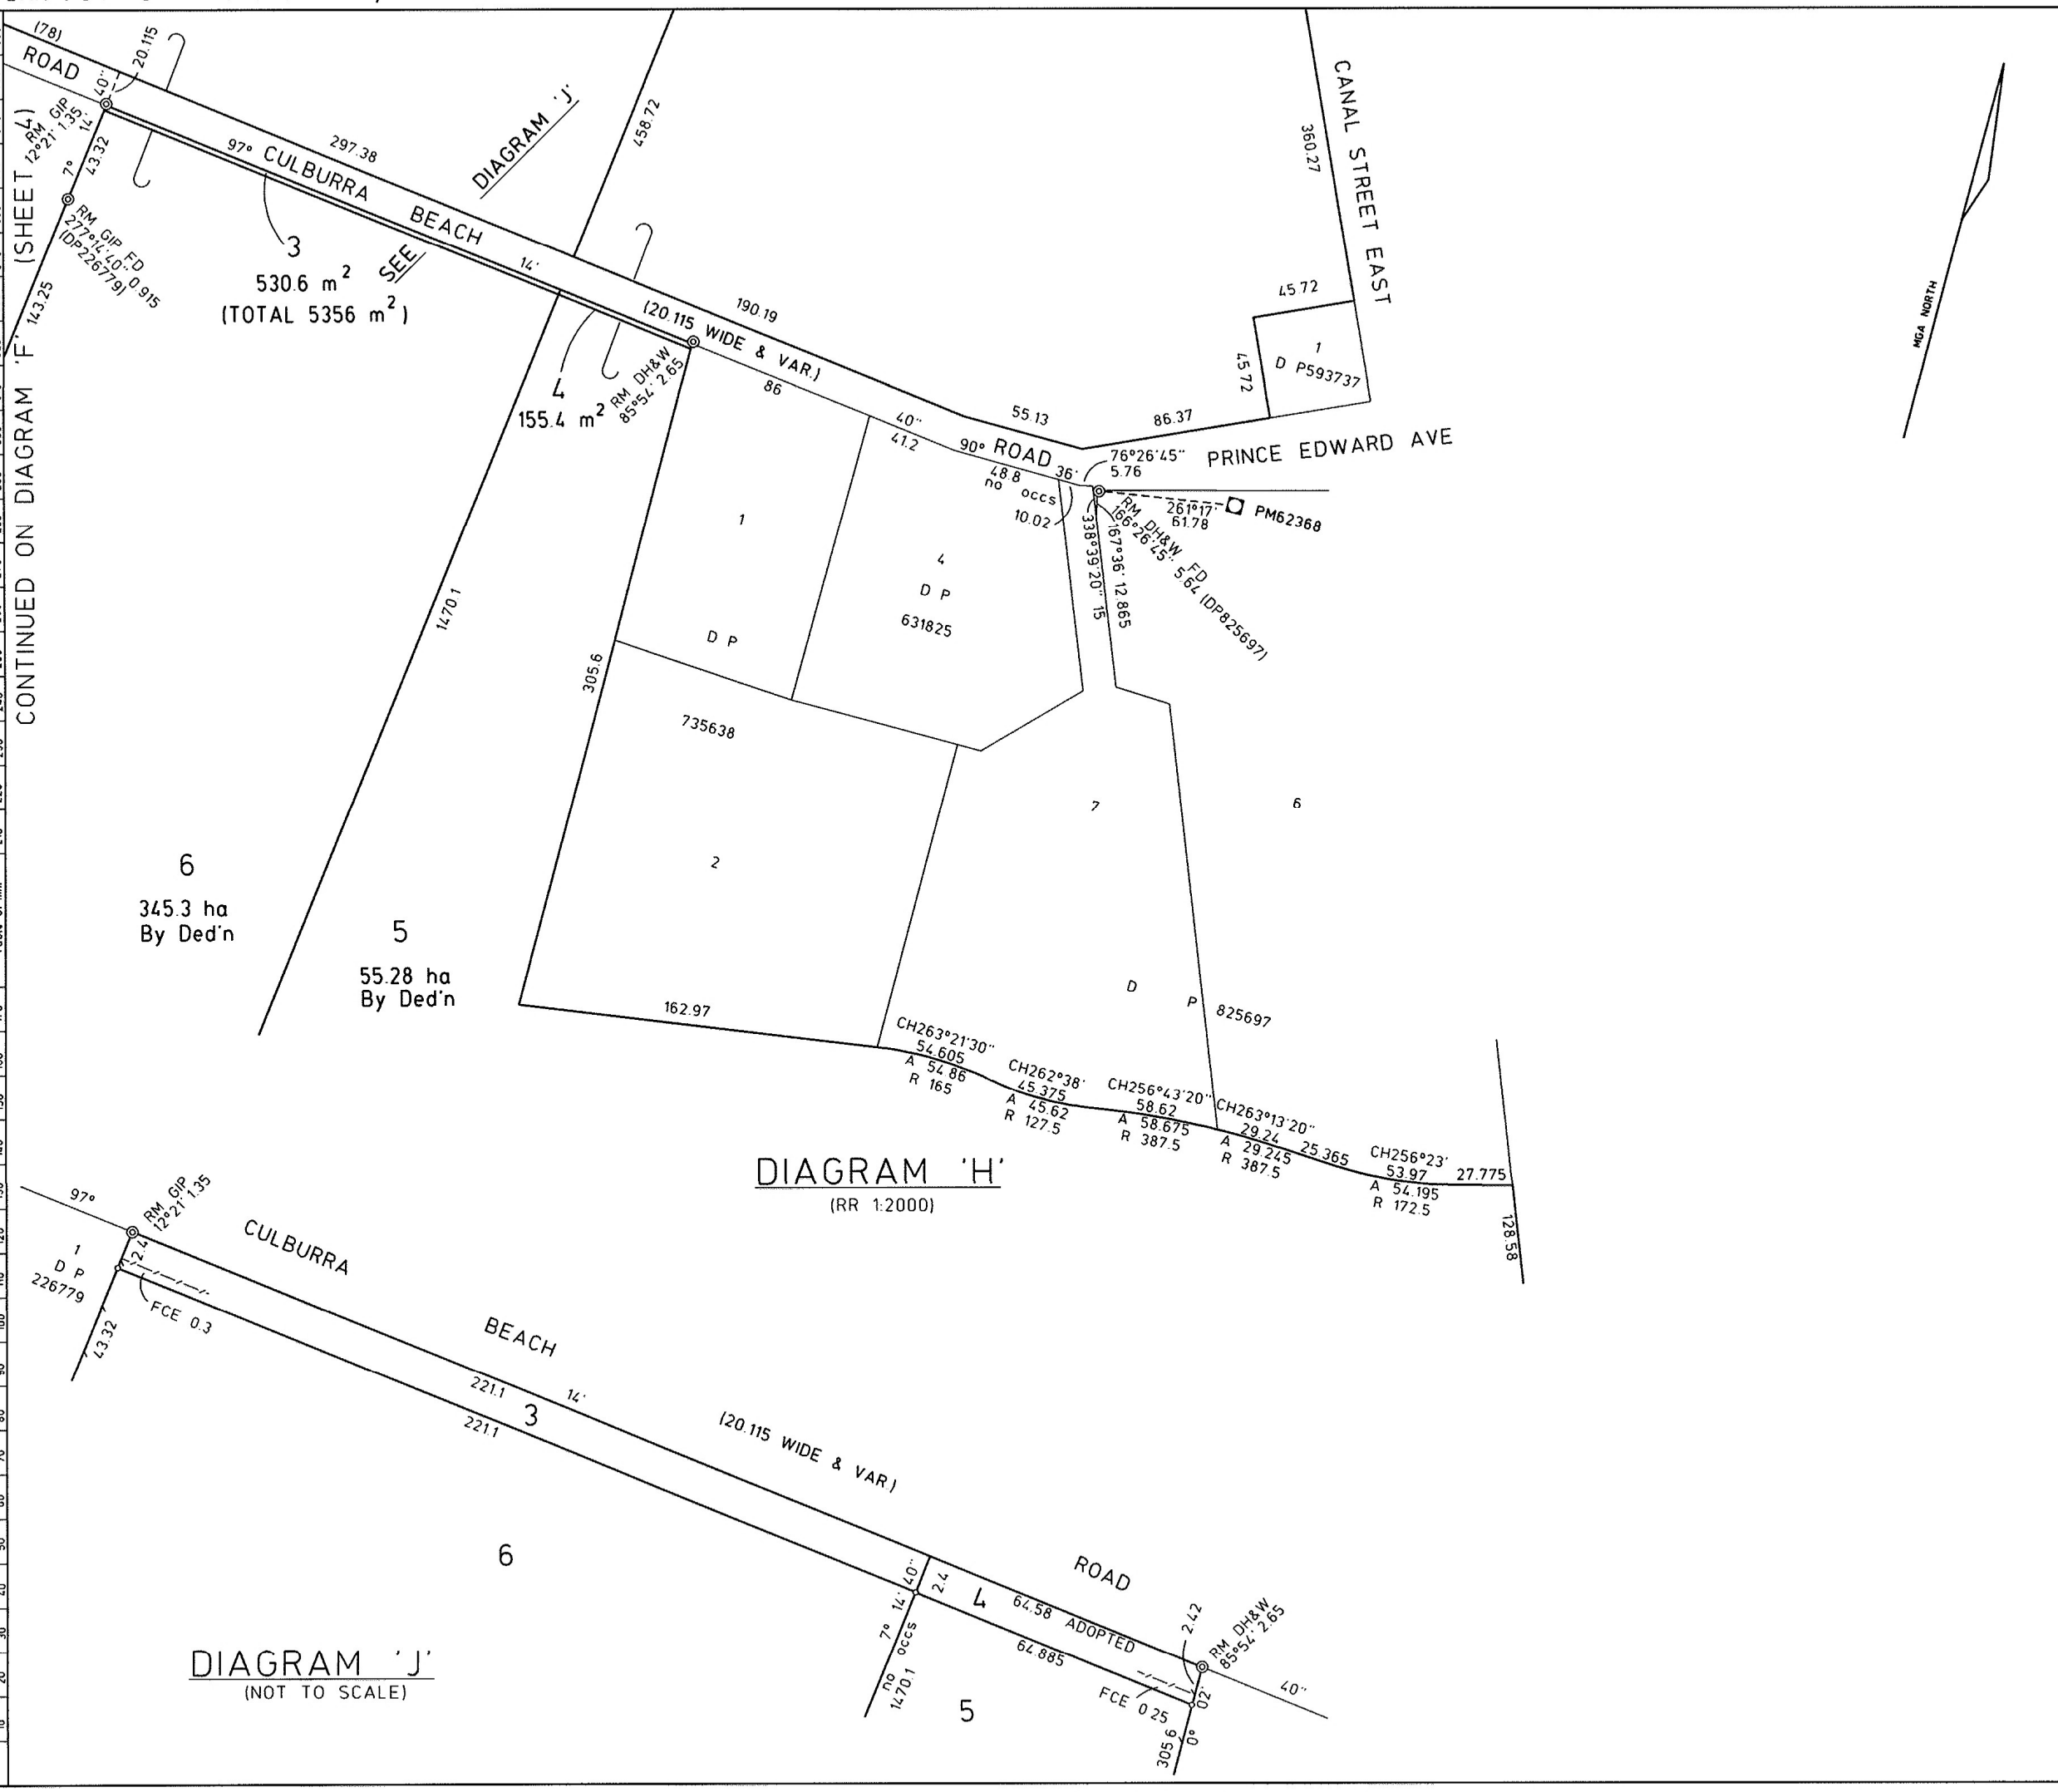 (78)
ROAD
40"
20.115
RM GIP
12°21' 1.35
14'
7°
43.32
RM GIP FD
277°14'40" 0.915
(DP226779)
143.25
CONTINUED ON DIAGRAM 'F' (SHEET 4)
297.38
97° CULBURRA BEACH
14'
3
530.6 m²
(TOTAL 5356 m²)
SEE DIAGRAM 'J'
458.72
190.19
(20.115 WIDE & VAR.)
4
155.4 m²
RM DH&W
85°54' 2.65
86
40"
41.2
90° ROAD
36'
48.8
no occs
10.02
55.13
86.37
76°26'45"
5.76
PRINCE EDWARD AVE
CANAL STREET EAST
360.27
45.72
45.72
1
D P593737
MGA NORTH
261°17'
61.78
PM62368
RM DH&W FD
166°26'45" 5.64 (DP825697)
338°39'20" 15
167°36' 12.865
1
D P
735638
4
D P
631825
1470.1
305.6
2
7
6
D P 825697
6
345.3 ha
By Ded'n
5
55.28 ha
By Ded'n
162.97
CH263°21'30"
54.605
A 54.86
R 165
CH262°38'
45.375
A 45.62
R 127.5
CH256°43'20"
58.62
A 58.675
R 387.5
CH263°13'20"
29.24
A 29.245
R 387.5
25.365
CH256°23'
53.97
A 54.195
R 172.5
27.775
128.58
DIAGRAM 'H'
(RR 1:2000)
97°
RM GIP
12°21' 1.35
CULBURRA
BEACH
1
D P
226779
2.4
FCE 0.3
43.32
221.1
14'
3
221.1
(20.115 WIDE & VAR)
ROAD
6
40"
2.4
4
64.58 ADOPTED
64.885
2.42
RM DH&W
85°54' 2.65
40"
7° 14'
no occs
1470.1
5
FCE 0.25
02'
0°
305.6
DIAGRAM 'J'
(NOT TO SCALE)